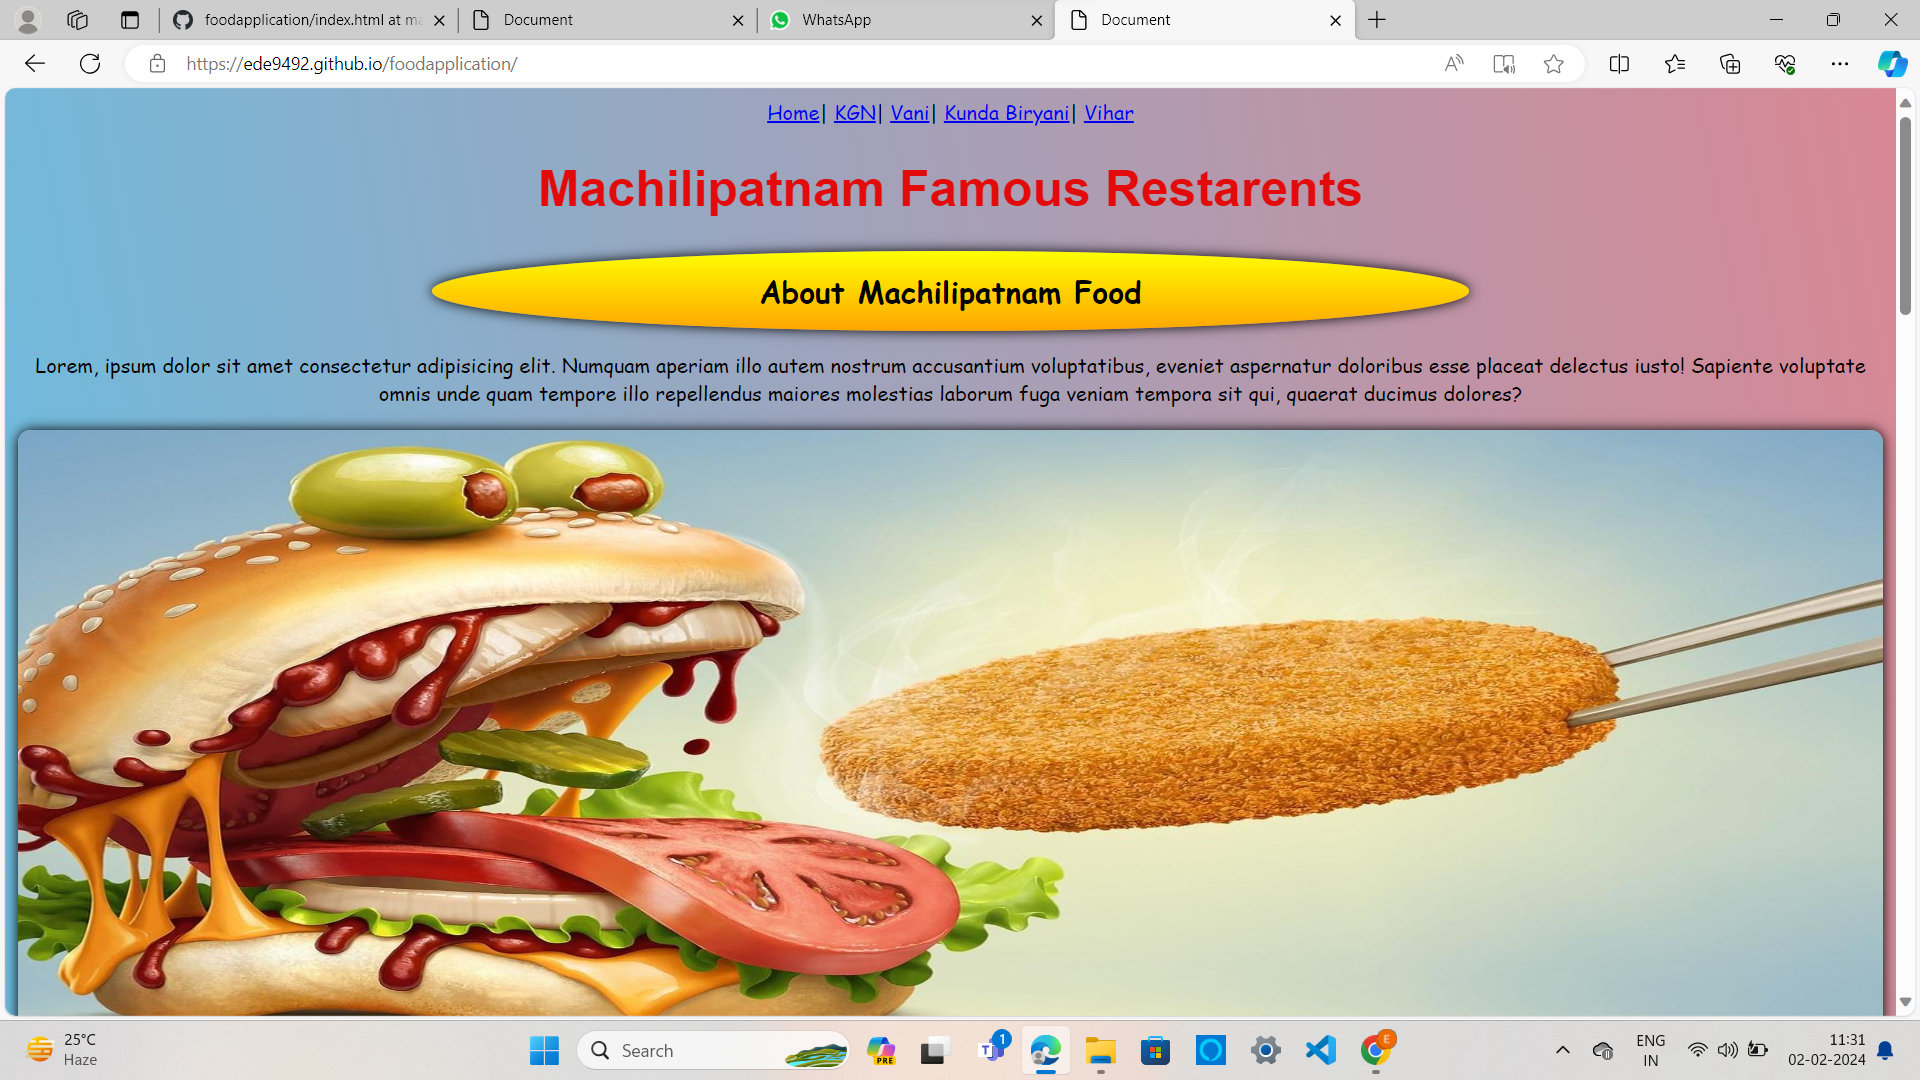 foodapplication/index.html at ma
Document
WhatsApp
Document
https://ede9492.github.io/foodapplication/
Home| KGN| Vani| Kunda Biryani| Vihar
Machilipatnam Famous Restarents
About Machilipatnam Food
Lorem, ipsum dolor sit amet consectetur adipisicing elit. Numquam aperiam illo autem nostrum accusantium voluptatibus, eveniet aspernatur doloribus esse placeat delectus iusto! Sapiente voluptate
omnis unde quam tempore illo repellendus maiores molestias laborum fuga veniam tempora sit qui, quaerat ducimus dolores?
25°C
Haze
Search
PRE
1
E
ENG
IN
11:31
02-02-2024